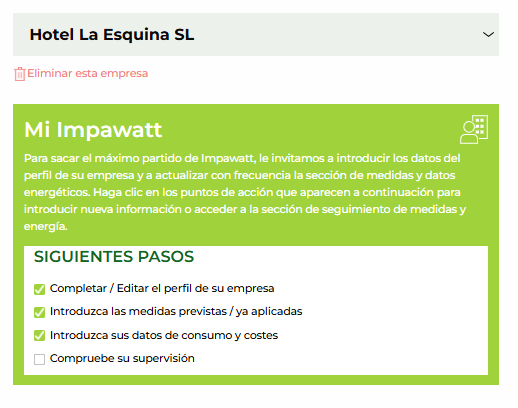 Hotel La Esquina SL
Eliminar esta empresa
Mi Impawatt
Para sacar el máximo partido de Impawatt, le invitamos a introducir los datos del
perfil de su empresa y a actualizar con frecuencia la sección de medidas y datos
energéticos. Haga clic en los puntos de acción que aparecen a continuación para
introducir nueva información o acceder a la sección de seguimiento de medidas y
energía.
SIGUIENTES PASOS
Completar / Editar el perfil de su empresa
Introduzca las medidas previstas / ya aplicadas
Introduzca sus datos de consumo y costes
Compruebe su supervisión